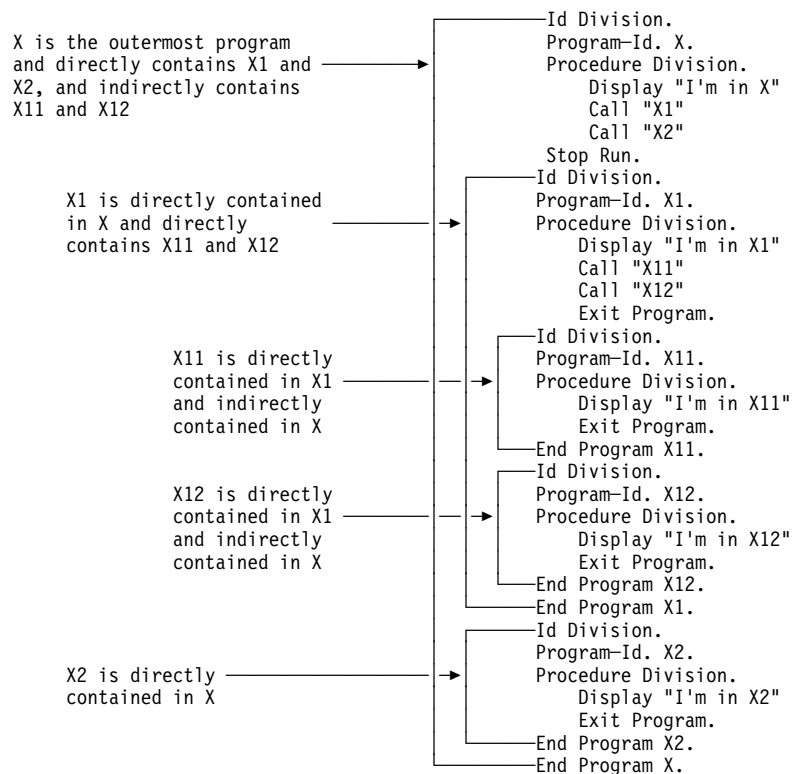 Id Division.
X is the outermost program
and directly contains X1 and
X2, and indirectly contains
X11 and X12
Program-Id. X.
Procedure Division.
Display "I'm in X"
Call "X1"
Call "X2"
Stop Run.
Id Division.
X1 is directly contained
in X and directly
contains X11 and X12
Program-Id. X1.
Procedure Division.
Display "I'm in X1"
Call "X11"
Call "X12"
Exit Program.
Id Division.
X11 is directly
contained in X1
and indirectly
contained in X
Program-Id. X11.
Procedure Division.
Display "I'm in X11"
Exit Program.
End Program X11.
Id Division.
X12 is directly
contained in X1
and indirectly
contained in X
Program-Id. X12.
Procedure Division.
Display "I'm in X12"
Exit Program.
End Program X12.
End Program X1.
Id Division.
X2 is directly
contained in X
Program-Id. X2.
Procedure Division.
Display "I'm in X2"
Exit Program.
End Program X2.
End Program X.